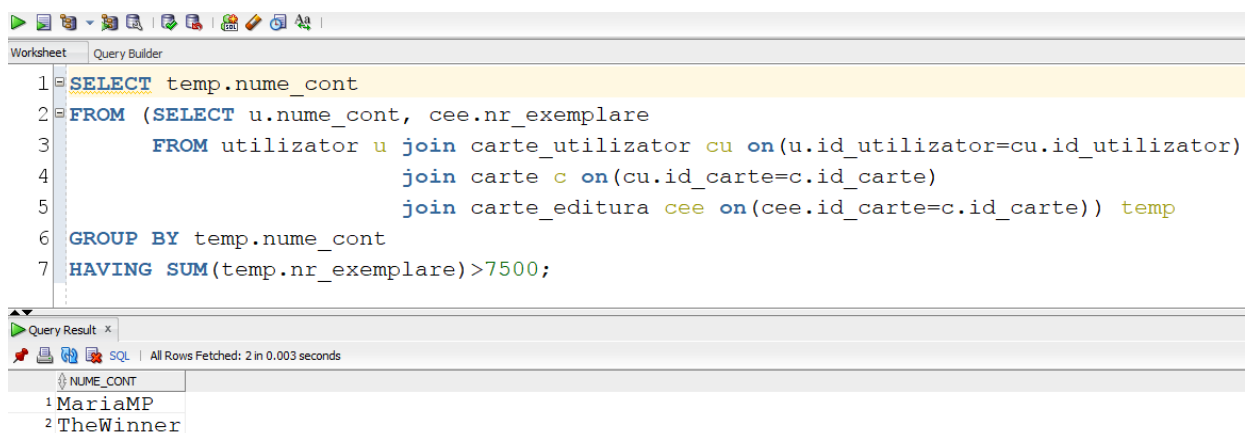 Worksheet Query Builder
1 SELECT temp.nume_cont
2 FROM (SELECT u.nume_cont, cee.nr_exemplare
3 FROM utilizator u join carte_utilizator cu on(u.id_utilizator=cu.id_utilizator)
4 join carte c on(cu.id_carte=c.id_carte)
5 join carte_editura cee on(cee.id_carte=c.id_carte)) temp
6 GROUP BY temp.nume_cont
7 HAVING SUM(temp.nr_exemplare)>7500;
Query Result x
SQL | All Rows Fetched: 2 in 0.003 seconds
NUME_CONT
1 MariaMP
2 TheWinner